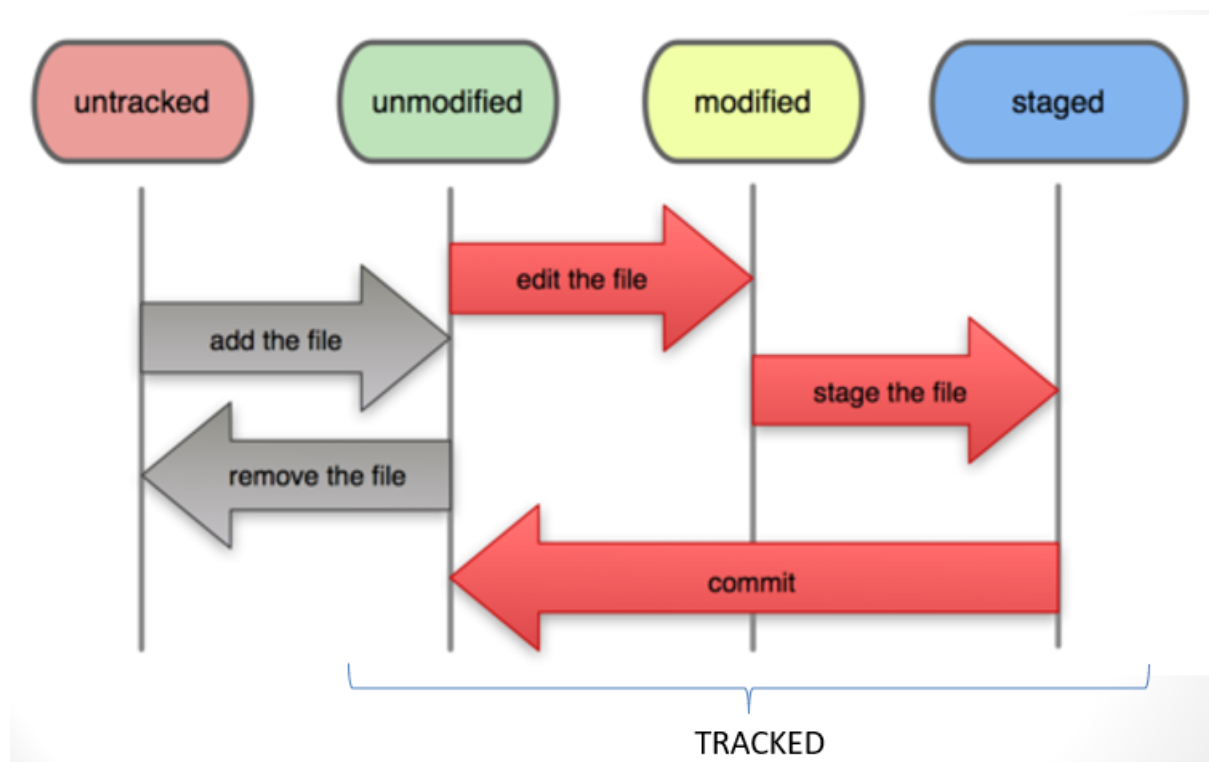 untracked
unmodified
modified
staged
edit the file
add the file
stage the file
remove the file
commit
TRACKED